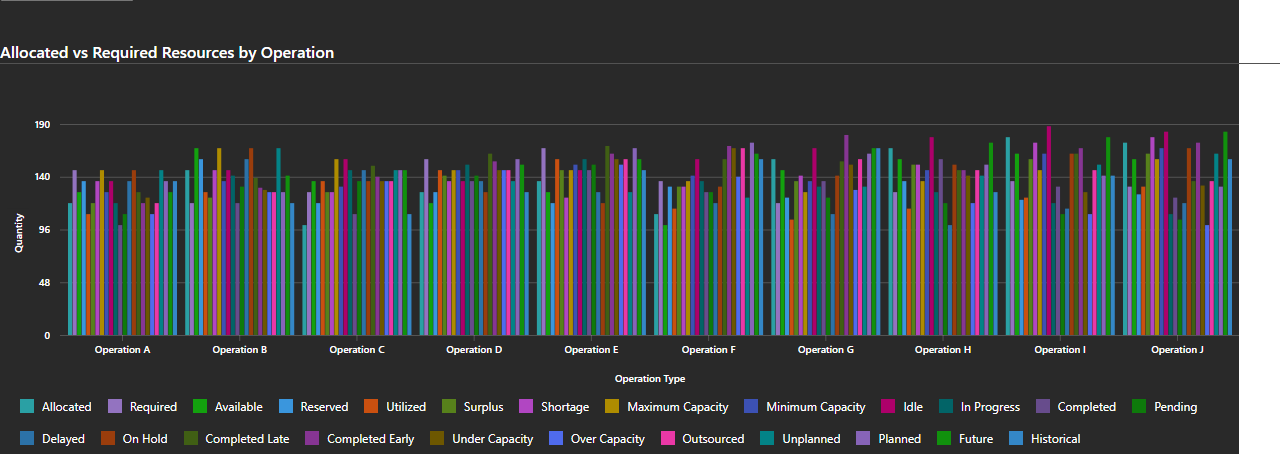 Allocated vs Required Resources by Operation
190
140
96
48
0
Quantity
Operation A Operation B Operation C Operation D Operation E Operation F Operation G Operation H Operation I Operation J
Operation Type
Allocated Required Available Reserved Utilized Surplus Shortage Maximum Capacity Minimum Capacity Idle In Progress Completed Pending
Delayed On Hold Completed Late Completed Early Under Capacity Over Capacity Outsourced Unplanned Planned Future Historical